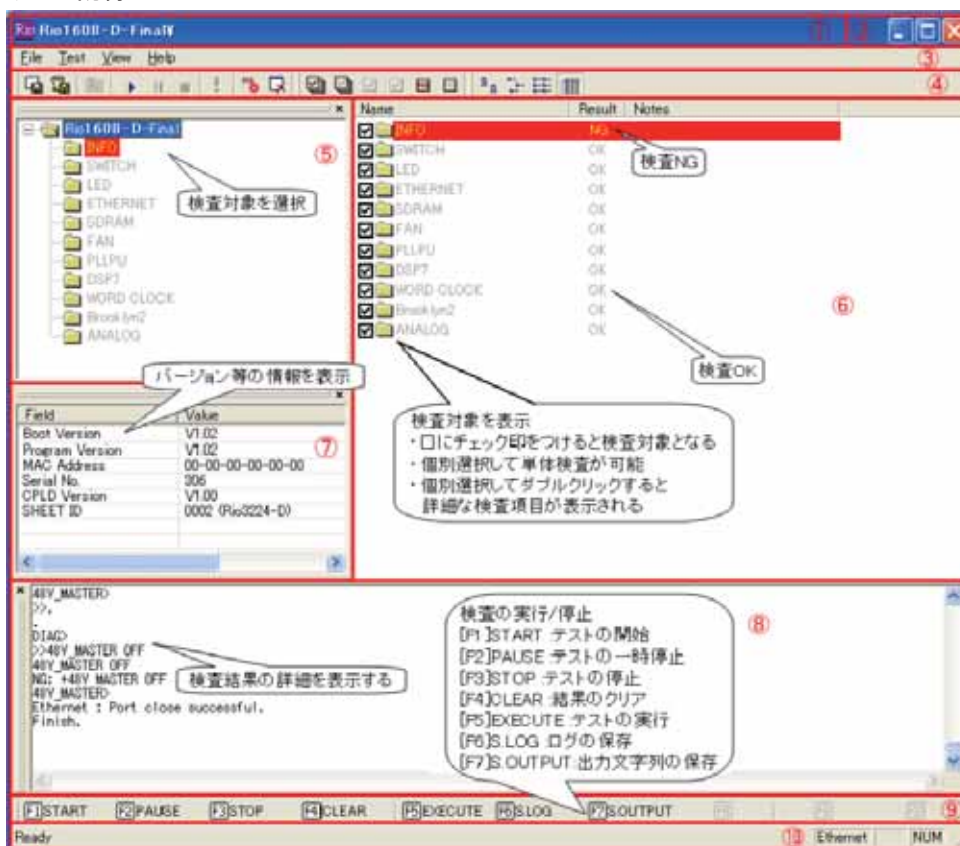 Rio Rio1608-D-Final¥ ① ②
File Test View Help ③
④
Rio1608-D-Final
INFO
SWITCH
LED
ETHERNET
SDRAM
FAN
PLLPU
DSP7
WORD CLOCK
Brooklyn2
ANALOG
⑤
検査対象を選択
Name Result Notes
INFO NG
SWITCH OK
LED OK
ETHERNET OK
SDRAM OK
FAN OK
PLLPU OK
DSP7 OK
WORD CLOCK OK
Brooklyn2 OK
ANALOG OK
検査NG
⑥
検査OK
検査対象を表示
・口にチェック印をつけると検査対象となる
・個別選択して単体検査が可能
・個別選択してダブルクリックすると
詳細な検査項目が表示される
バージョン等の情報を表示
Field Value
Boot Version V1.02
Program Version V1.02
MAC Address 00-00-00-00-00-00
Serial No. 306
CPLD Version V1.00
SHEET ID 0002 (Rio3224-D)
⑦
48V_MASTER>
>>,
.
DIAG>
>>48V_MASTER OFF
48V_MASTER OFF
NG: +48V MASTER OFF
48V_MASTER>
Ethernet : Port close successful.
Finish.
検査結果の詳細を表示する
検査の実行/停止
[F1]START テストの開始
[F2]PAUSE テストの一時停止
[F3]STOP テストの停止
[F4]CLEAR 結果のクリア
[F5]EXECUTE テストの実行
[F6]S.LOG ログの保存
[F7]S.OUTPUT 出力文字列の保存
⑧
F1 START F2 PAUSE F3 STOP F4 CLEAR F5 EXECUTE F6 S.LOG F7 S.OUTPUT ⑨
Ready ⑩ Ethernet NUM